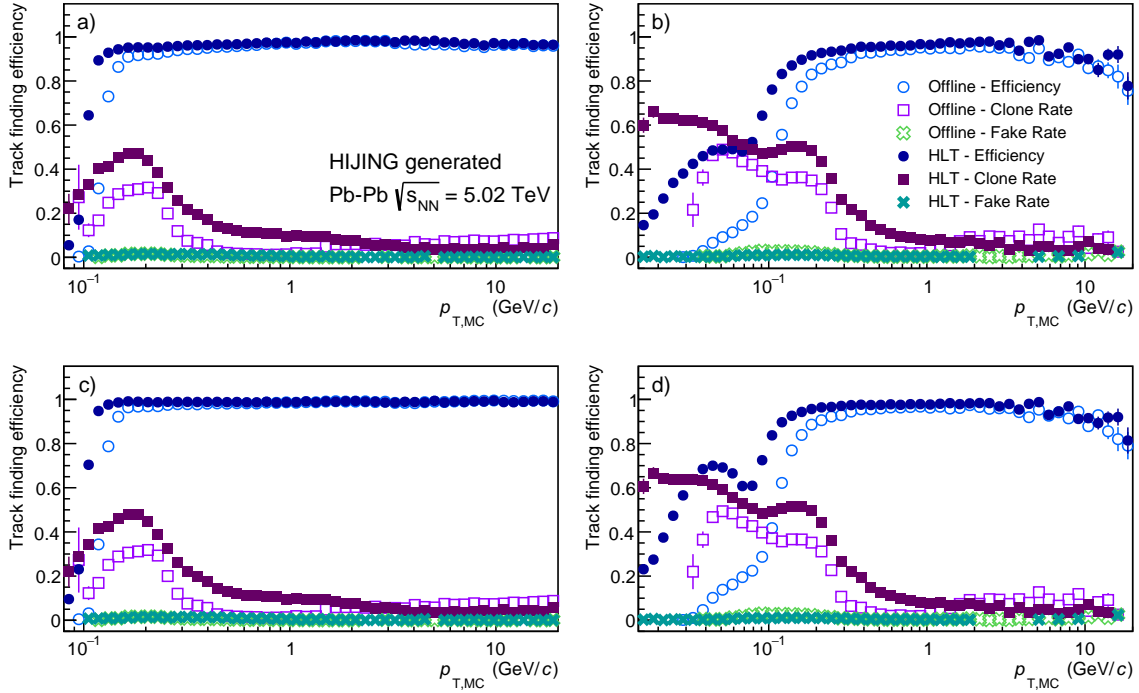 a)
Track finding efficiency
1
0.8
0.6
0.4
0.2
0
HIJING generated
Pb-Pb √s_NN = 5.02 TeV
10⁻¹ 1 10
p_T,MC (GeV/c)
b)
Track finding efficiency
1
0.8
0.6
0.4
0.2
0
Offline - Efficiency
Offline - Clone Rate
Offline - Fake Rate
HLT - Efficiency
HLT - Clone Rate
HLT - Fake Rate
10⁻¹ 1 10
p_T,MC (GeV/c)
c)
Track finding efficiency
1
0.8
0.6
0.4
0.2
0
10⁻¹ 1 10
p_T,MC (GeV/c)
d)
Track finding efficiency
1
0.8
0.6
0.4
0.2
0
10⁻¹ 1 10
p_T,MC (GeV/c)